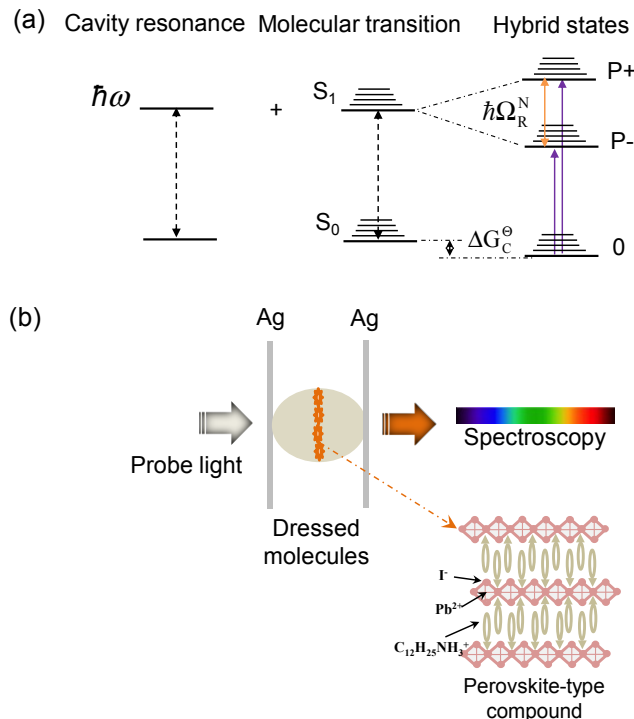 (a)
Cavity resonance Molecular transition Hybrid states
P+
ħω
+
S₁
ħΩ_R^N
P-
S₀
ΔG_C^Θ
0
(b)
Ag Ag
Probe light
Spectroscopy
Dressed
molecules
I⁻
Pb²⁺
C₁₂H₂₅NH₃⁺
Perovskite-type
compound